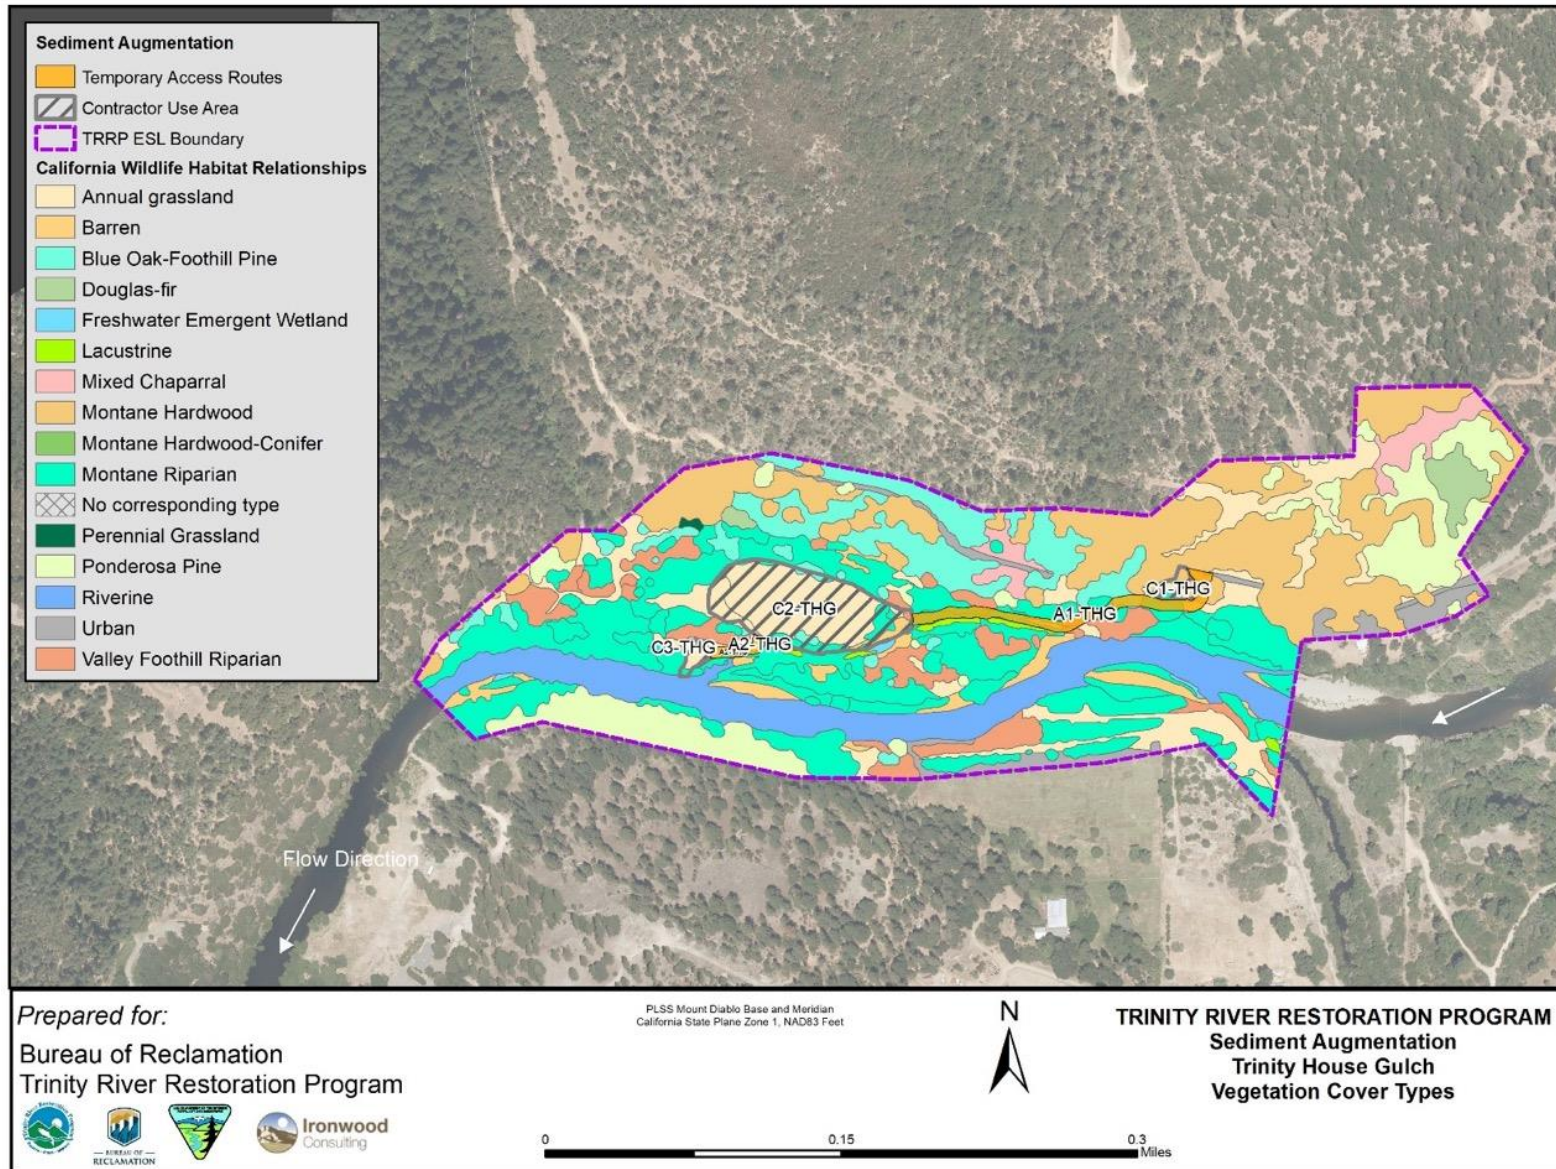 Sediment Augmentation
Temporary Access Routes
Contractor Use Area
TRRP ESL Boundary
California Wildlife Habitat Relationships
Annual grassland
Barren
Blue Oak-Foothill Pine
Douglas-fir
Freshwater Emergent Wetland
Lacustrine
Mixed Chaparral
Montane Hardwood
Montane Hardwood-Conifer
Montane Riparian
No corresponding type
Perennial Grassland
Ponderosa Pine
Riverine
Urban
Valley Foothill Riparian
C1-THG
C2-THG
A1-THG
C3-THG
A2-THG
Flow Direction
Prepared for:
Bureau of Reclamation
Trinity River Restoration Program
BUREAU OF
RECLAMATION
Ironwood
Consulting
PLSS Mount Diablo Base and Meridian
California State Plane Zone 1, NAD83 Feet
N
0 0.15 0.3
Miles
TRINITY RIVER RESTORATION PROGRAM
Sediment Augmentation
Trinity House Gulch
Vegetation Cover Types